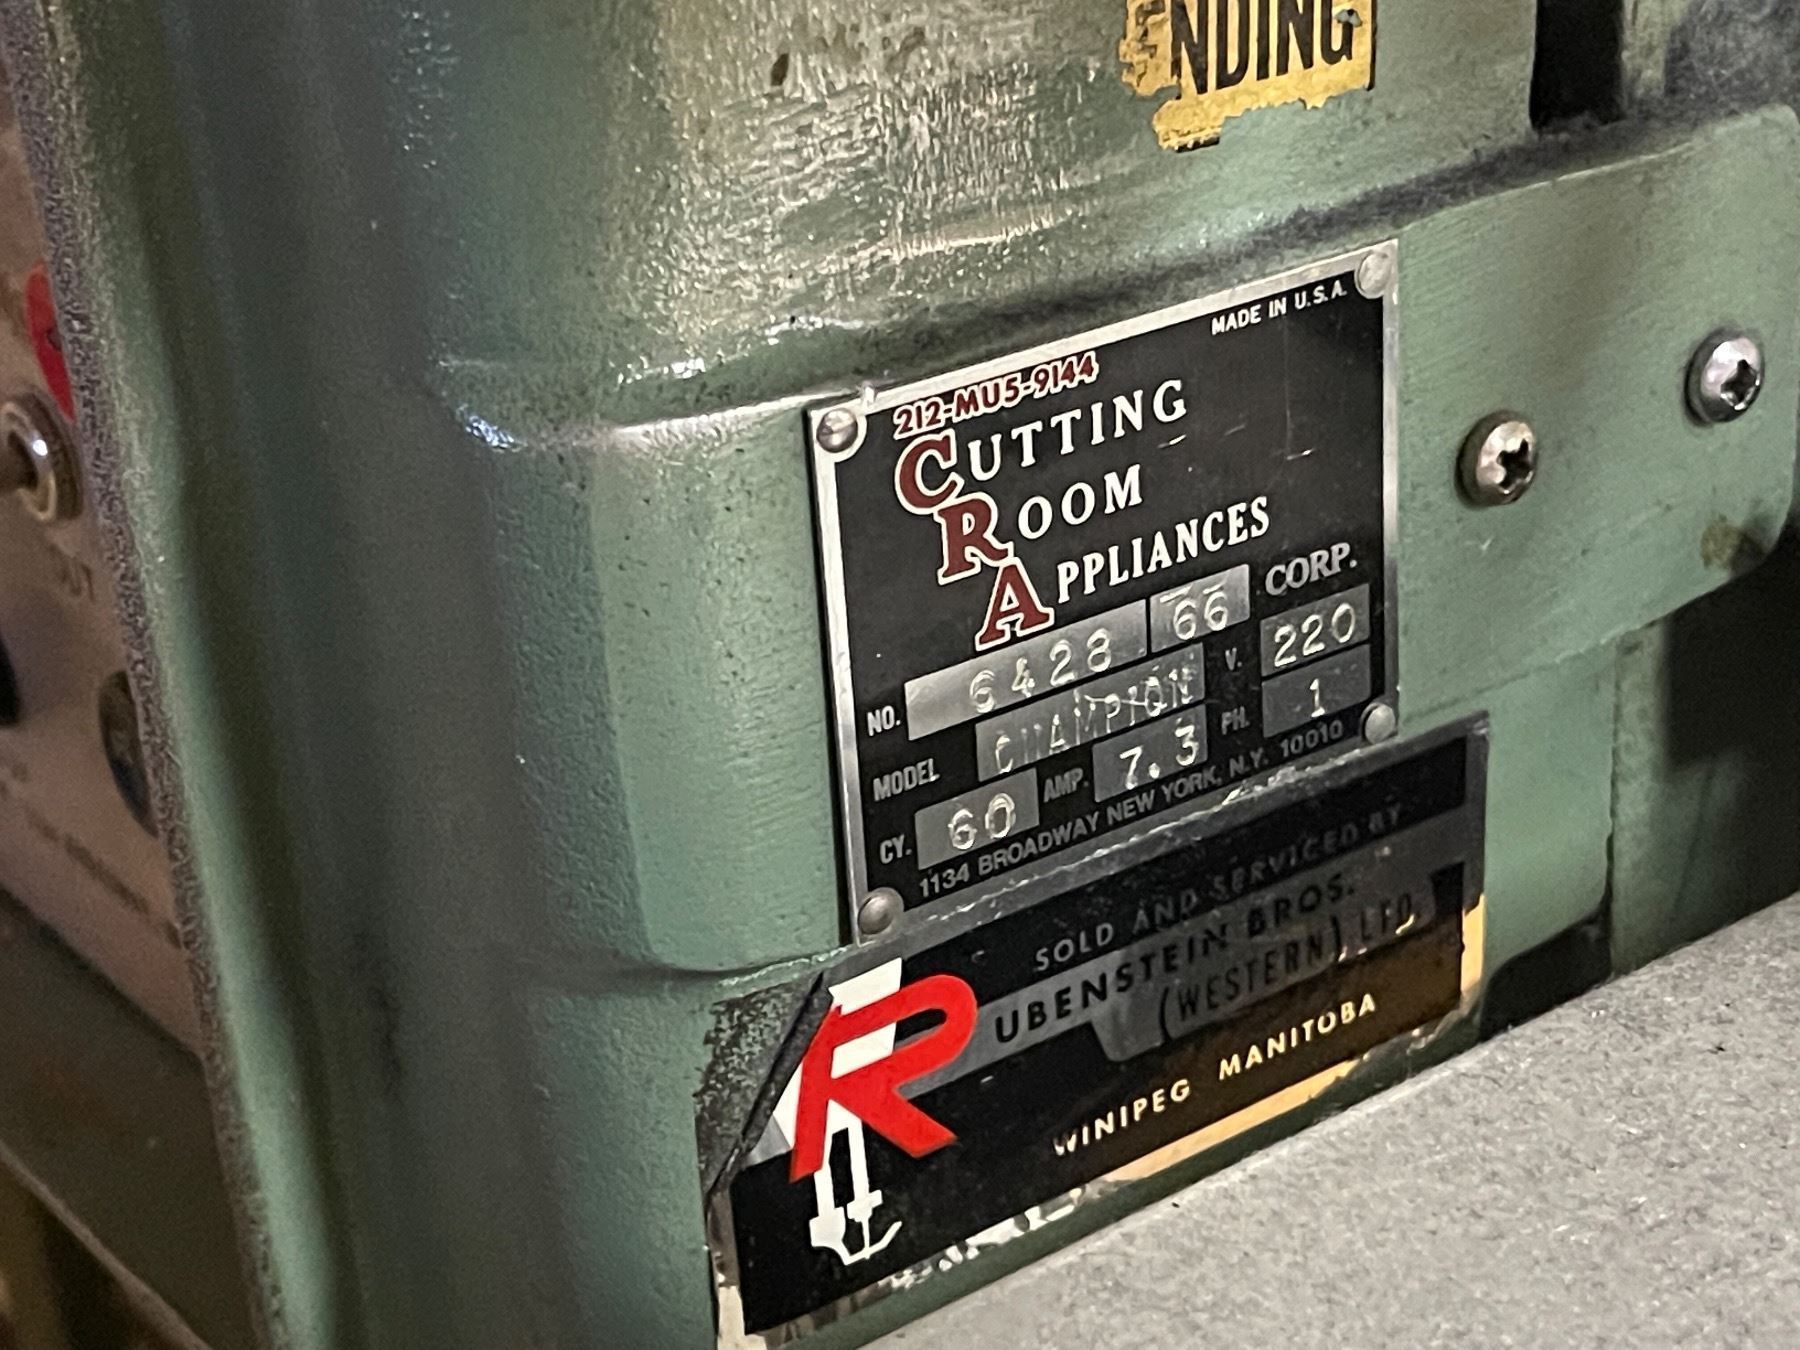 NDING
MADE IN U.S.A.
212-MU5-9144
CUTTING
ROOM
APPLIANCES
CORP.
NO. 6428 66 V. 220
MODEL CHAMPION PH. 1
CY. 60 AMP. 7.3
1134 BROADWAY NEW YORK, N.Y. 10010
SOLD AND SERVICED BY
RUBENSTEIN BROS.
(WESTERN) LTD.
WINIPEG MANITOBA